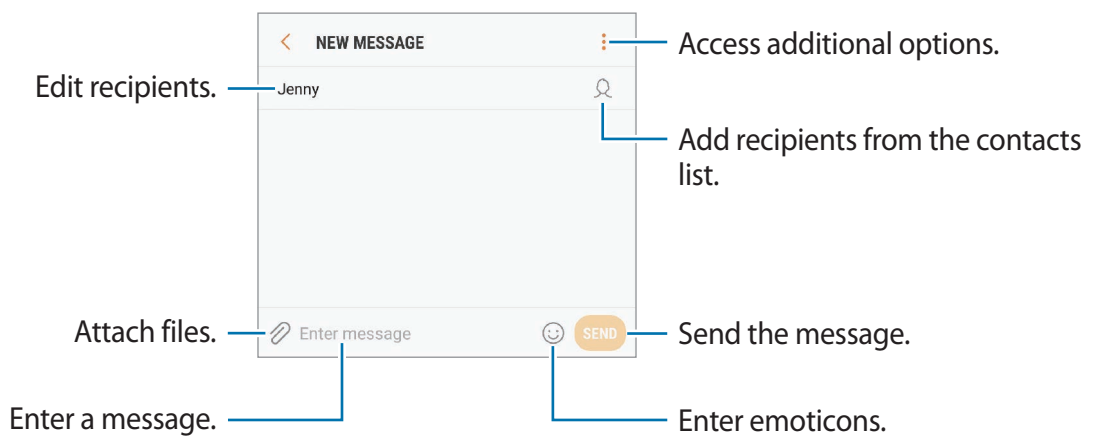 NEW MESSAGE
Access additional options.
Edit recipients.
Jenny
Add recipients from the contacts
list.
Attach files.
Enter message
SEND
Send the message.
Enter a message.
Enter emoticons.